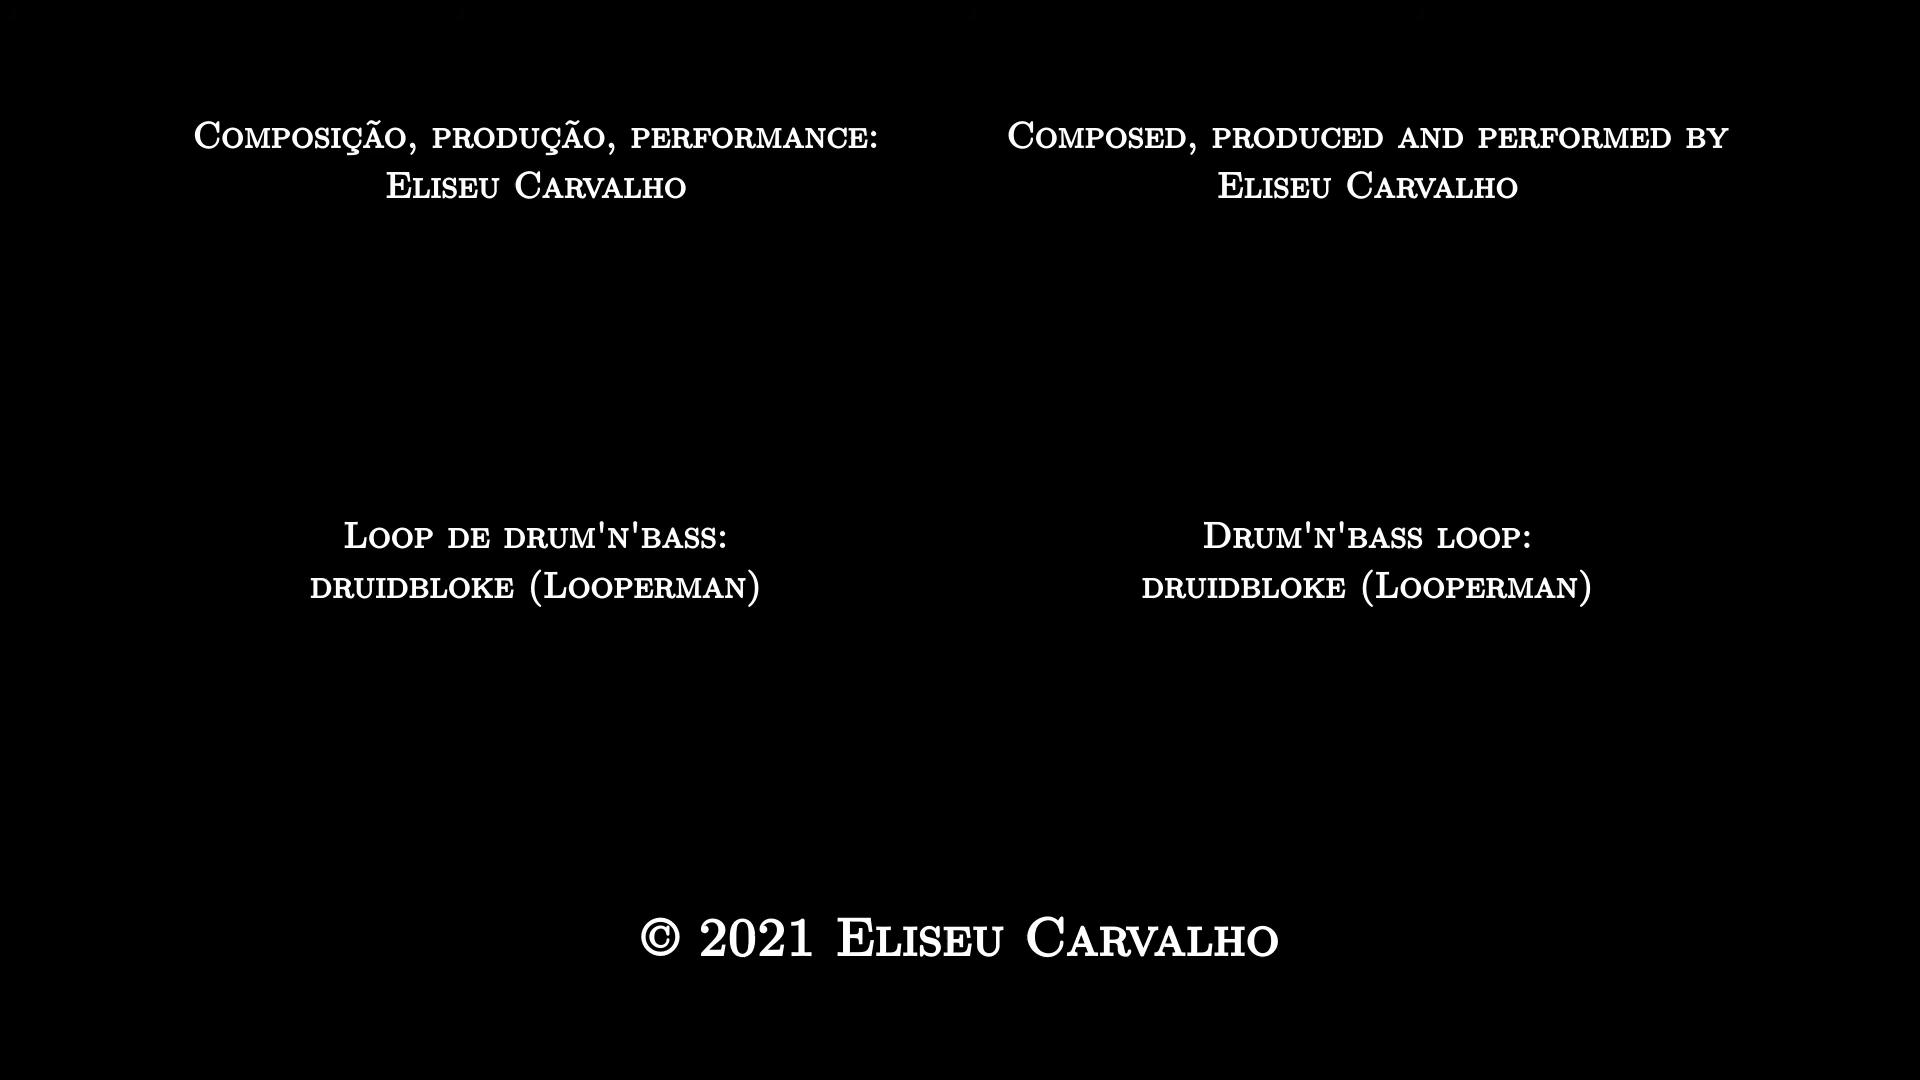 Composição, produção, performance:
Eliseu Carvalho
Composed, produced and performed by
Eliseu Carvalho
Loop de drum'n'bass:
druidbloke (Looperman)
Drum'n'bass loop:
druidbloke (Looperman)
© 2021 Eliseu Carvalho